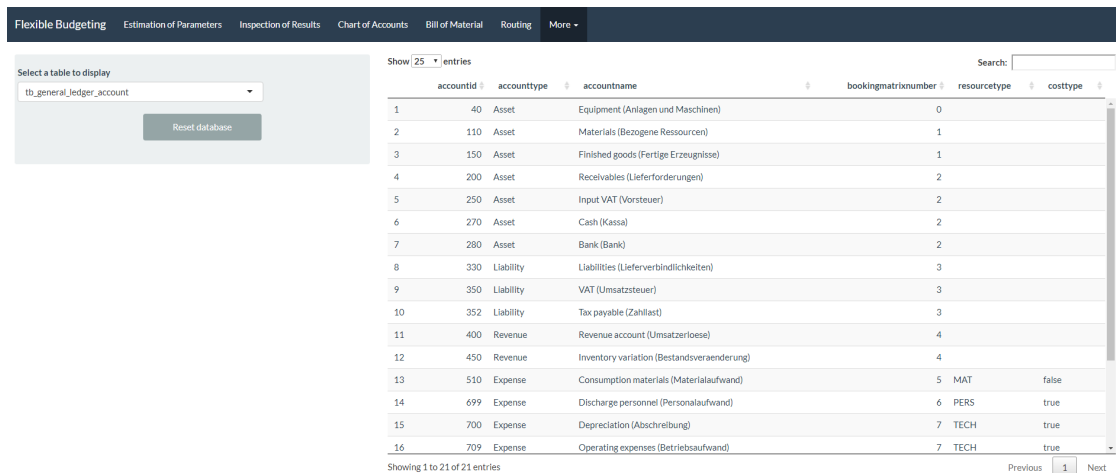 Flexible Budgeting Estimation of Parameters Inspection of Results Chart of Accounts Bill of Material Routing More
Select a table to display
tb_general_ledger_account
Reset database
Show 25 entries Search:
accountid accounttype accountname bookingmatrixnumber resourcetype costtype
1 40 Asset Equipment (Anlagen und Maschinen) 0
2 110 Asset Materials (Bezogene Ressourcen) 1
3 150 Asset Finished goods (Fertige Erzeugnisse) 1
4 200 Asset Receivables (Lieferforderungen) 2
5 250 Asset Input VAT (Vorsteuer) 2
6 270 Asset Cash (Kassa) 2
7 280 Asset Bank (Bank) 2
8 330 Liability Liabilities (Lieferverbindlichkeiten) 3
9 350 Liability VAT (Umsatzsteuer) 3
10 352 Liability Tax payable (Zahllast) 3
11 400 Revenue Revenue account (Umsatzerloese) 4
12 450 Revenue Inventory variation (Bestandsveraenderung) 4
13 510 Expense Consumption materials (Materialaufwand) 5 MAT false
14 699 Expense Discharge personnel (Personalaufwand) 6 PERS true
15 700 Expense Depreciation (Abschreibung) 7 TECH true
16 709 Expense Operating expenses (Betriebsaufwand) 7 TECH true
Showing 1 to 21 of 21 entries Previous 1 Next